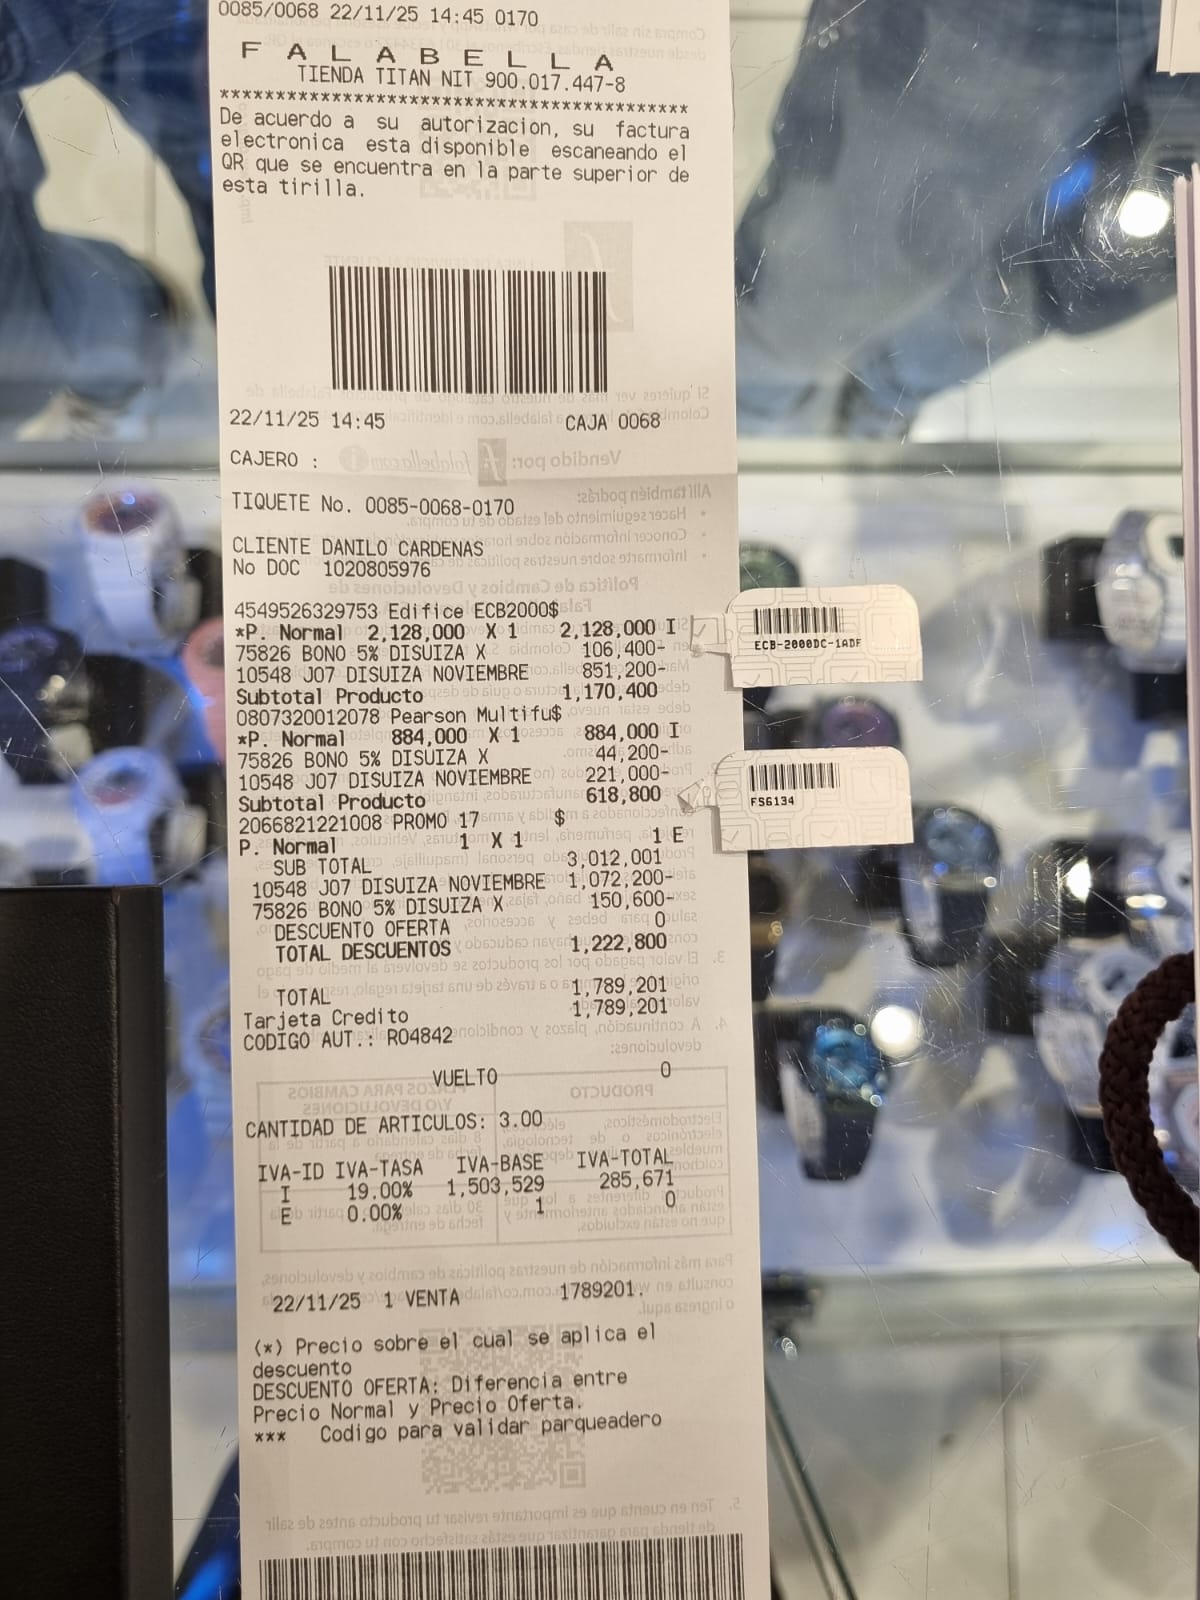 0085/0068 22/11/25 14:45 0170
F A L A B E L L A
TIENDA TITAN NIT 900.017.447-8
******************************************
De acuerdo a su autorizacion, su factura
electronica esta disponible escaneando el
QR que se encuentra en la parte superior de
esta tirilla.
22/11/25 14:45 CAJA 0068
CAJERO :
TIQUETE No. 0085-0068-0170
CLIENTE DANILO CARDENAS
No DOC 1020805976
4549526329753 Edifice ECB2000$
*P. Normal 2,128,000 X 1 2,128,000 I
75826 BONO 5% DISUIZA X 106,400-
10548 J07 DISUIZA NOVIEMBRE 851,200-
Subtotal Producto 1,170,400
0807320012078 Pearson Multifu$
*P. Normal 884,000 X 1 884,000 I
75826 BONO 5% DISUIZA X 44,200-
10548 J07 DISUIZA NOVIEMBRE 221,000-
Subtotal Producto 618,800
2066821221008 PROMO 17 $
P. Normal 1 X 1 1 E
SUB TOTAL 3,012,001
10548 J07 DISUIZA NOVIEMBRE 1,072,200-
75826 BONO 5% DISUIZA X 150,600-
DESCUENTO OFERTA 0
TOTAL DESCUENTOS 1,222,800
TOTAL 1,789,201
Tarjeta Credito 1,789,201
CODIGO AUT.: R04842
VUELTO 0
CANTIDAD DE ARTICULOS: 3.00
IVA-ID IVA-TASA IVA-BASE IVA-TOTAL
I 19.00% 1,503,529 285,671
E 0.00% 1 0
22/11/25 1 VENTA 1789201.
(*) Precio sobre el cual se aplica el
descuento
DESCUENTO OFERTA: Diferencia entre
Precio Normal y Precio Oferta.
*** Codigo para validar parqueadero
ECB-2000DC-1ADF
FS6134